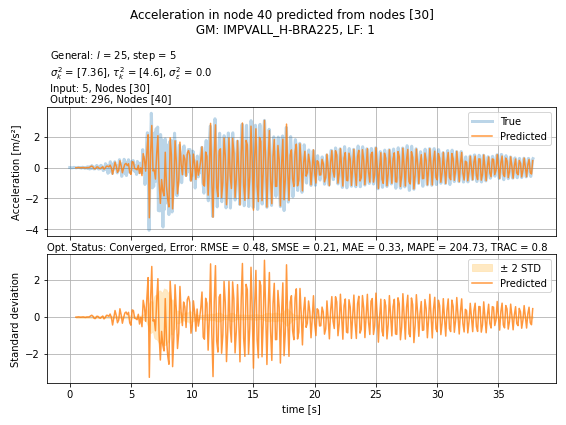 Acceleration in node 40 predicted from nodes [30]
GM: IMPVALL_H-BRA225, LF: 1
General: l = 25, step = 5
σ²ₖ = [7.36], τ²ₖ = [4.6], σ²ε = 0.0
Input: 5, Nodes [30]
Output: 296, Nodes [40]
Acceleration [m/s²]
2
0
−2
−4
True
Predicted
Opt. Status: Converged, Error: RMSE = 0.48, SMSE = 0.21, MAE = 0.33, MAPE = 204.73, TRAC = 0.8
Standard deviation
2
0
−2
± 2 STD
Predicted
0 5 10 15 20 25 30 35
time [s]